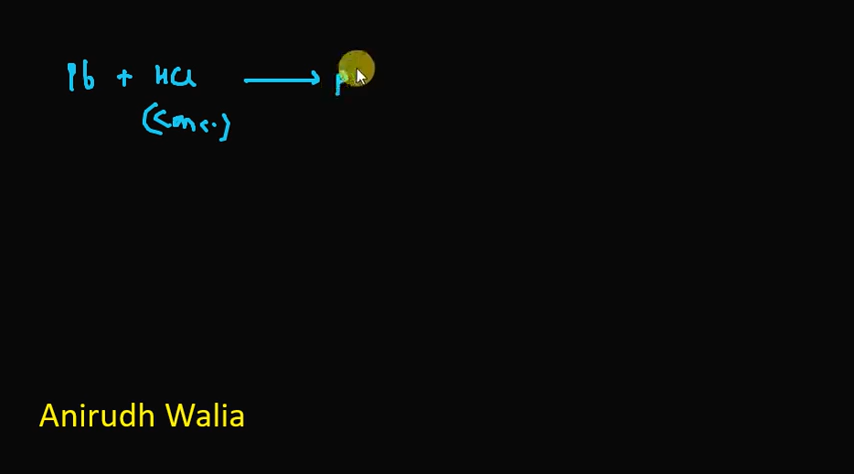 Pb + HCl ⟶ P
(conc.)
Anirudh Walia